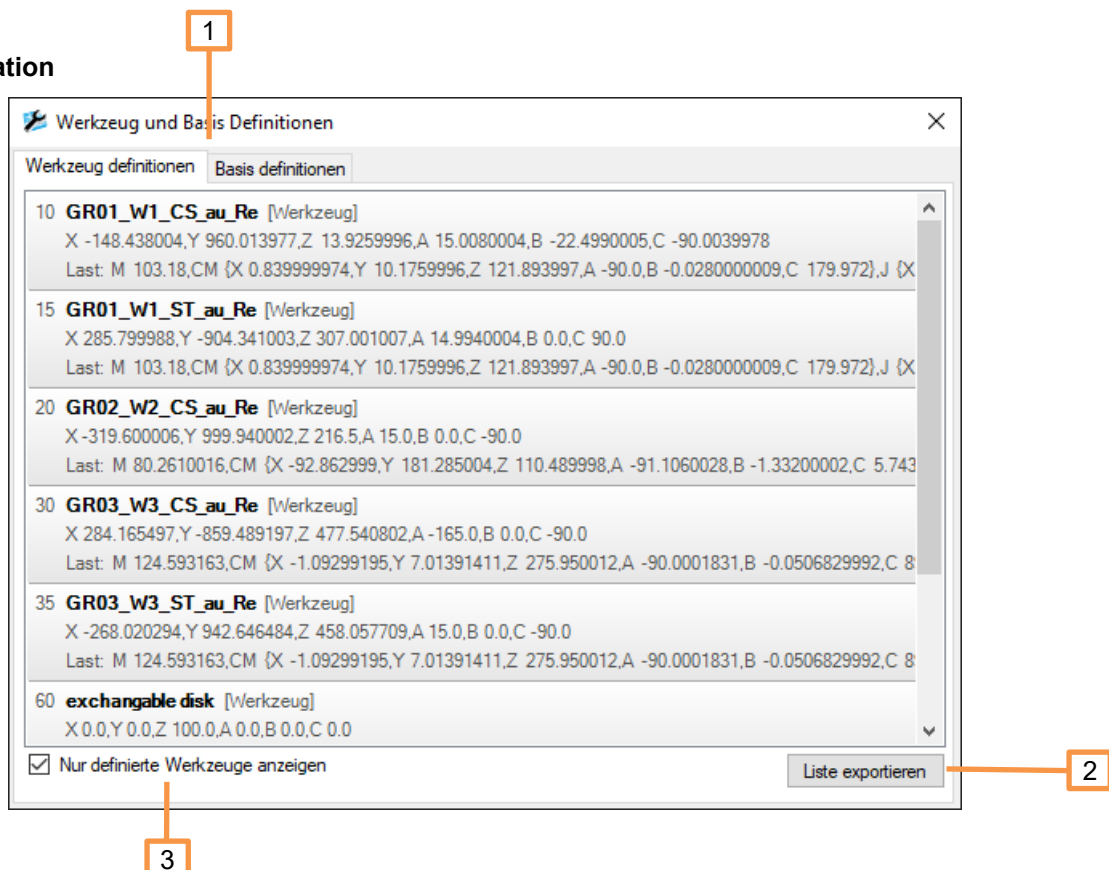 1
ation
Werkzeug und Basis Definitionen
Werkzeug definitionen Basis definitionen
10 GR01_W1_CS_au_Re [Werkzeug]
X -148.438004,Y 960.013977,Z 13.9259996,A 15.0080004,B -22.4990005,C -90.0039978
Last: M 103.18,CM {X 0.839999974,Y 10.1759996,Z 121.893997,A -90.0,B -0.0280000009,C 179.972},J {X
15 GR01_W1_ST_au_Re [Werkzeug]
X 285.799988,Y -904.341003,Z 307.001007,A 14.9940004,B 0.0,C 90.0
Last: M 103.18,CM {X 0.839999974,Y 10.1759996,Z 121.893997,A -90.0,B -0.0280000009,C 179.972},J {X
20 GR02_W2_CS_au_Re [Werkzeug]
X -319.600006,Y 999.940002,Z 216.5,A 15.0,B 0.0,C -90.0
Last: M 80.2610016,CM {X -92.862999,Y 181.285004,Z 110.489998,A -91.1060028,B -1.33200002,C 5.743
30 GR03_W3_CS_au_Re [Werkzeug]
X 284.165497,Y -859.489197,Z 477.540802,A -165.0,B 0.0,C -90.0
Last: M 124.593163,CM {X -1.09299195,Y 7.01391411,Z 275.950012,A -90.0001831,B -0.0506829992,C 8
35 GR03_W3_ST_au_Re [Werkzeug]
X -268.020294,Y 942.646484,Z 458.057709,A 15.0,B 0.0,C -90.0
Last: M 124.593163,CM {X -1.09299195,Y 7.01391411,Z 275.950012,A -90.0001831,B -0.0506829992,C 8
60 exchangable disk [Werkzeug]
X 0.0,Y 0.0,Z 100.0,A 0.0,B 0.0,C 0.0
Nur definierte Werkzeuge anzeigen
Liste exportieren
2
3